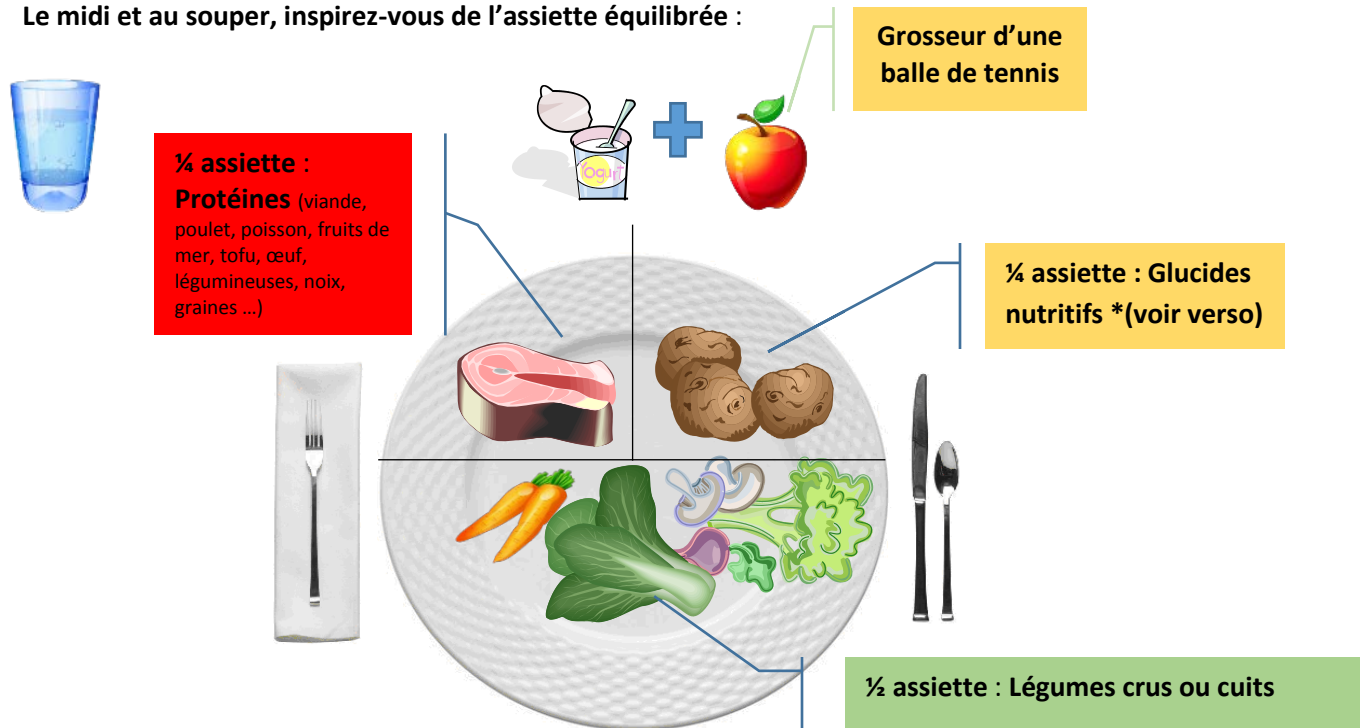 Le midi et au souper, inspirez-vous de l’assiette équilibrée :
Grosseur d’une
balle de tennis
Yogurt
¼ assiette :
Protéines (viande,
poulet, poisson, fruits de
mer, tofu, œuf,
légumineuses, noix,
graines …)
¼ assiette : Glucides
nutritifs *(voir verso)
½ assiette : Légumes crus ou cuits